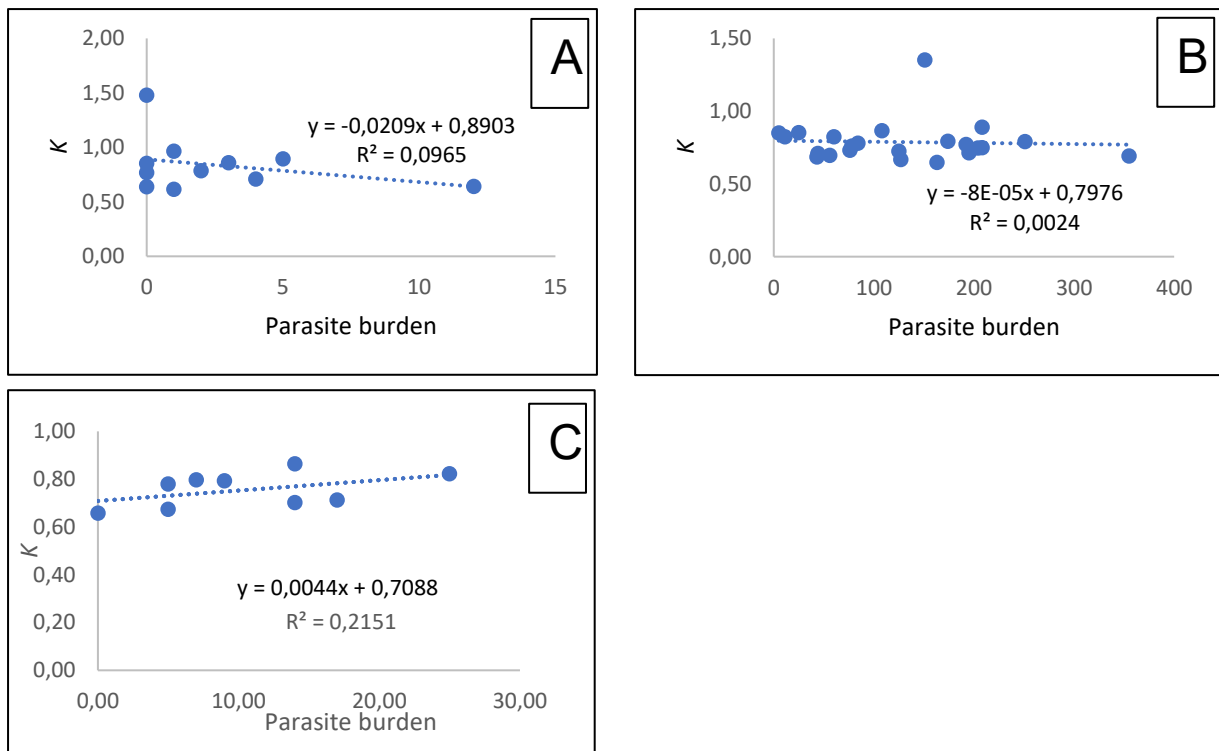 A
2,00
1,50
1,00
0,50
0,00
K
y = -0,0209x + 0,8903
R² = 0,0965
0 5 10 15
Parasite burden
B
1,50
1,00
0,50
0,00
K
y = -8E-05x + 0,7976
R² = 0,0024
0 100 200 300 400
Parasite burden
C
1,00
0,80
0,60
0,40
0,20
0,00
K
y = 0,0044x + 0,7088
R² = 0,2151
0,00 10,00 20,00 30,00
Parasite burden